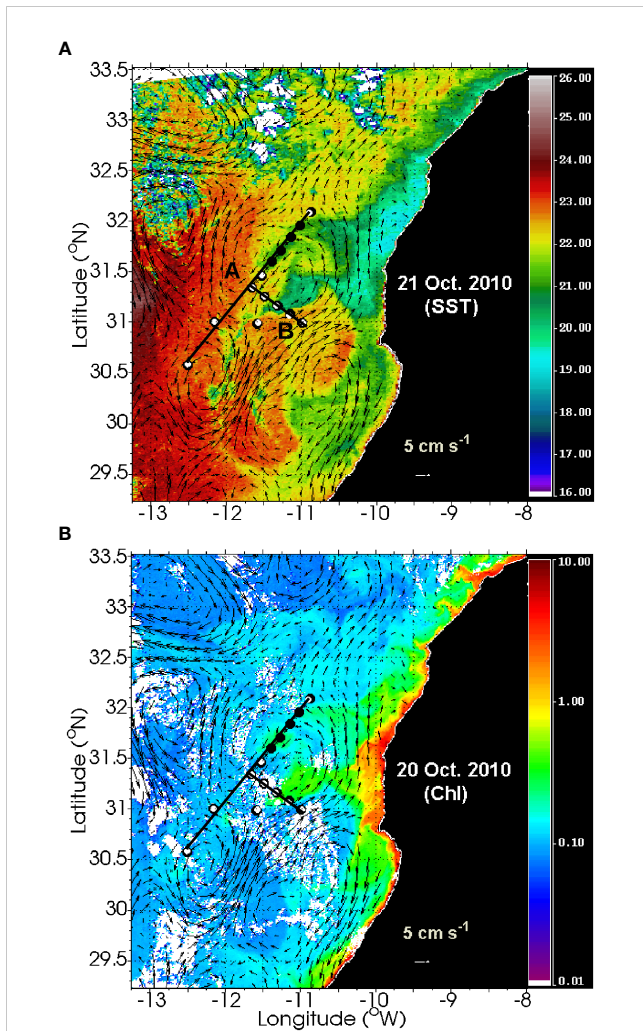 A
33.5
33
32.5
32
31.5
31
30.5
30
29.5
Latitude (°N)
A
B
21 Oct. 2010
(SST)
5 cm s⁻¹
26.00
25.00
24.00
23.00
22.00
21.00
20.00
19.00
18.00
17.00
16.00
-13 -12 -11 -10 -9 -8
B
33.5
33
32.5
32
31.5
31
30.5
30
29.5
Latitude (°N)
A
B
20 Oct. 2010
(Chl)
5 cm s⁻¹
10.00
1.00
0.10
0.01
-13 -12 -11 -10 -9 -8
Longitude (°W)